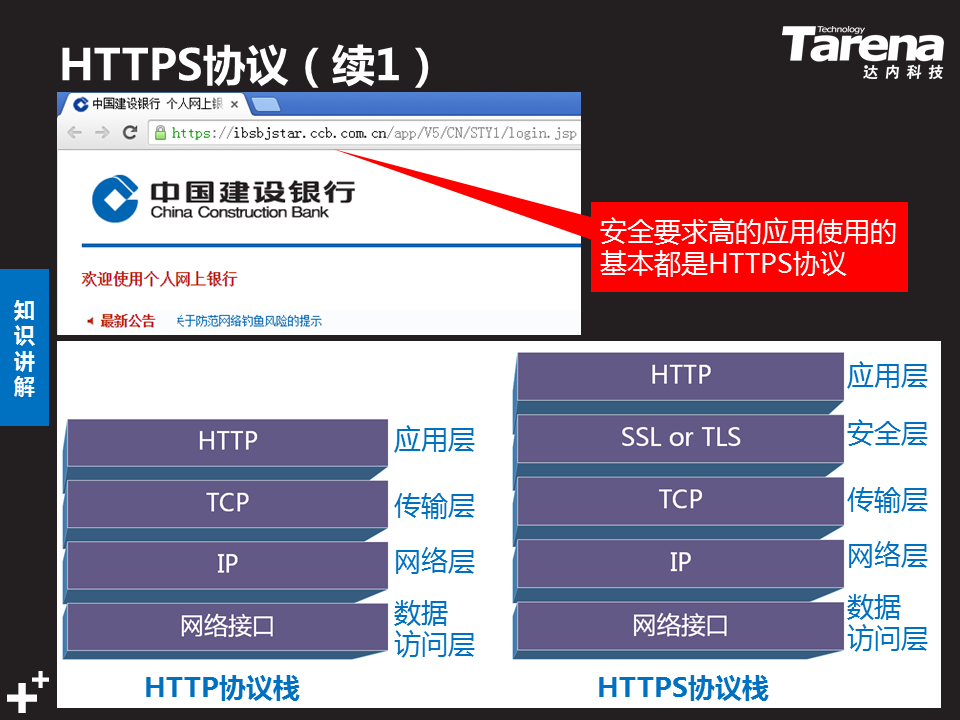 HTTPS协议（续1）
Technology
Tarena
达内科技
中国建设银行 个人网上银
https://ibsbjstar.ccb.com.cn/app/V5/CN/STY1/login.jsp
中国建设银行
China Construction Bank
安全要求高的应用使用的
基本都是HTTPS协议
欢迎使用个人网上银行
最新公告 关于防范网络钓鱼风险的提示
知识讲解
HTTP 应用层
TCP 传输层
IP 网络层
网络接口 数据
访问层
HTTP协议栈
HTTP 应用层
SSL or TLS 安全层
TCP 传输层
IP 网络层
网络接口 数据
访问层
HTTPS协议栈